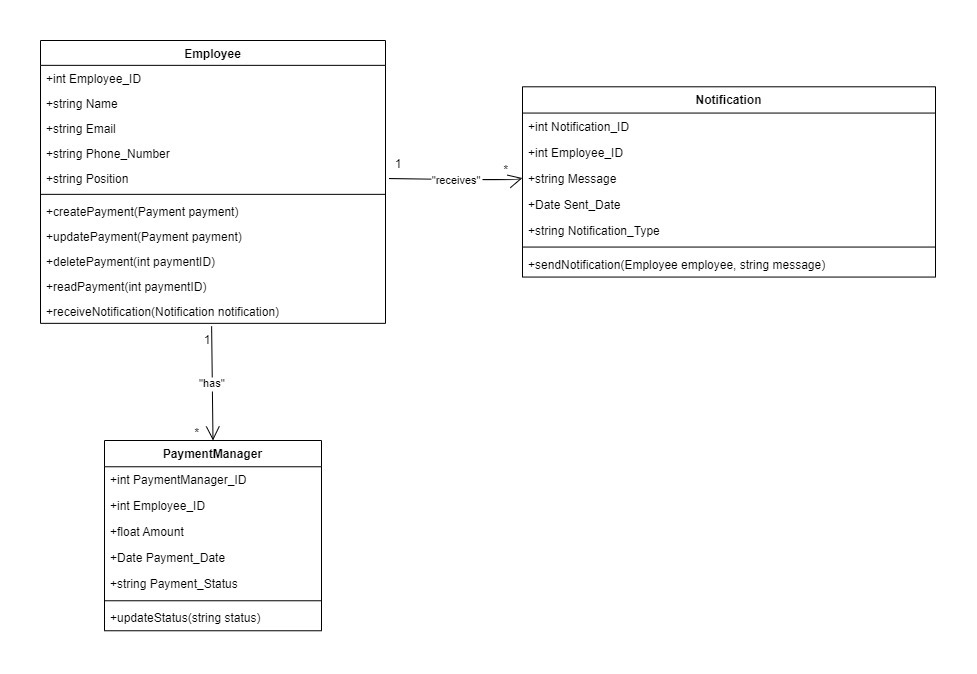 Employee
+int Employee_ID
+string Name
+string Email
+string Phone_Number
+string Position
+createPayment(Payment payment)
+updatePayment(Payment payment)
+deletePayment(int paymentID)
+readPayment(int paymentID)
+receiveNotification(Notification notification)
1
"receives"
*
Notification
+int Notification_ID
+int Employee_ID
+string Message
+Date Sent_Date
+string Notification_Type
+sendNotification(Employee employee, string message)
1
"has"
*
PaymentManager
+int PaymentManager_ID
+int Employee_ID
+float Amount
+Date Payment_Date
+string Payment_Status
+updateStatus(string status)